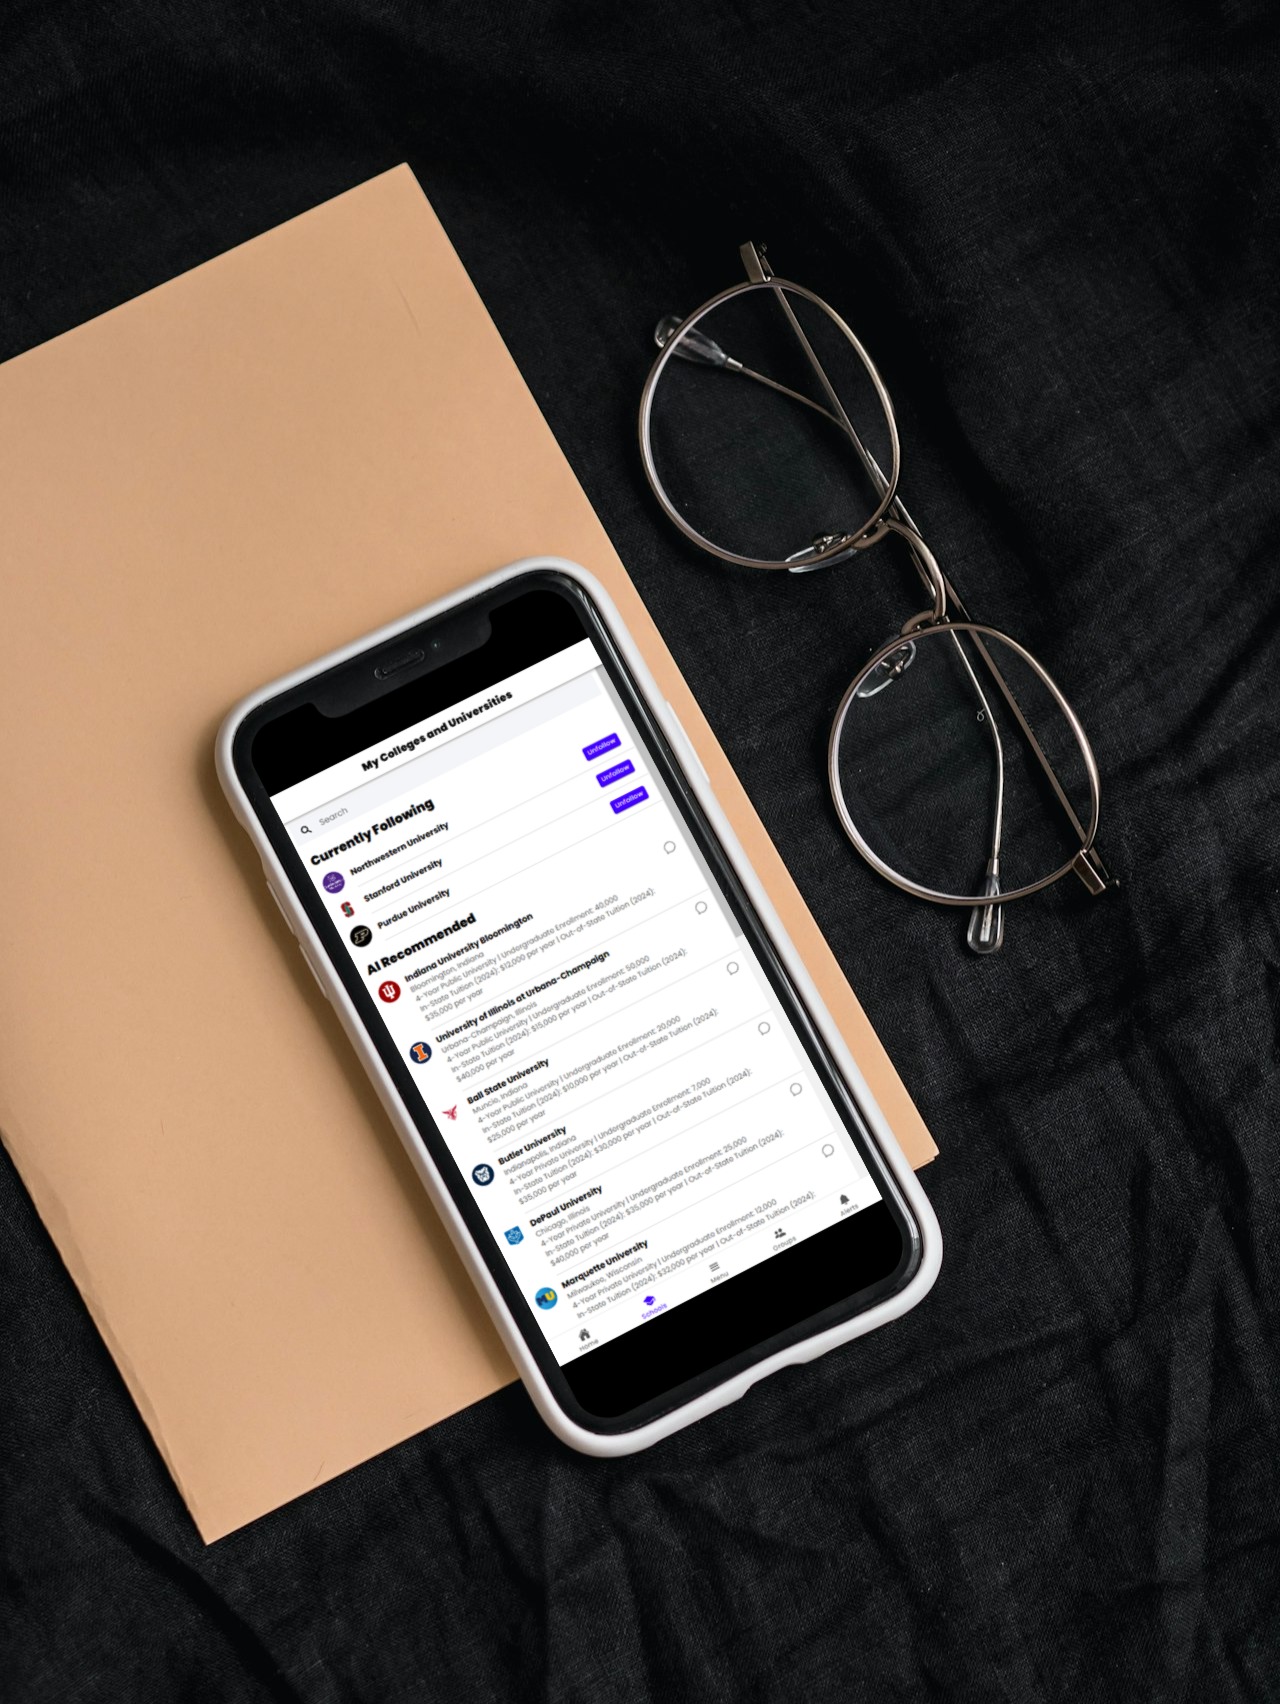 My Colleges and Universities
Search
Currently Following
Northwestern University
Unfollow
Stanford University
Unfollow
Purdue University
Unfollow
AI Recommended
Indiana University Bloomington
Bloomington, Indiana
4-Year Public University | Undergraduate Enrollment: 40,000
In-State Tuition (2024): $12,000 per year | Out-of-State Tuition (2024):
$35,000 per year
University of Illinois at Urbana-Champaign
Urbana-Champaign, Illinois
4-Year Public University | Undergraduate Enrollment: 50,000
In-State Tuition (2024): $15,000 per year | Out-of-State Tuition (2024):
$40,000 per year
Ball State University
Muncie, Indiana
4-Year Public University | Undergraduate Enrollment: 20,000
In-State Tuition (2024): $10,000 per year | Out-of-State Tuition (2024):
$25,000 per year
Butler University
Indianapolis, Indiana
4-Year Private University | Undergraduate Enrollment: 7,000
In-State Tuition (2024): $30,000 per year | Out-of-State Tuition (2024):
$35,000 per year
DePaul University
Chicago, Illinois
4-Year Private University | Undergraduate Enrollment: 25,000
In-State Tuition (2024): $35,000 per year | Out-of-State Tuition (2024):
$40,000 per year
MU
Marquette University
Milwaukee, Wisconsin
4-Year Private University | Undergraduate Enrollment: 12,000
In-State Tuition (2024): $32,000 per year | Out-of-State Tuition (2024):
Home
Schools
Menu
Groups
Alerts